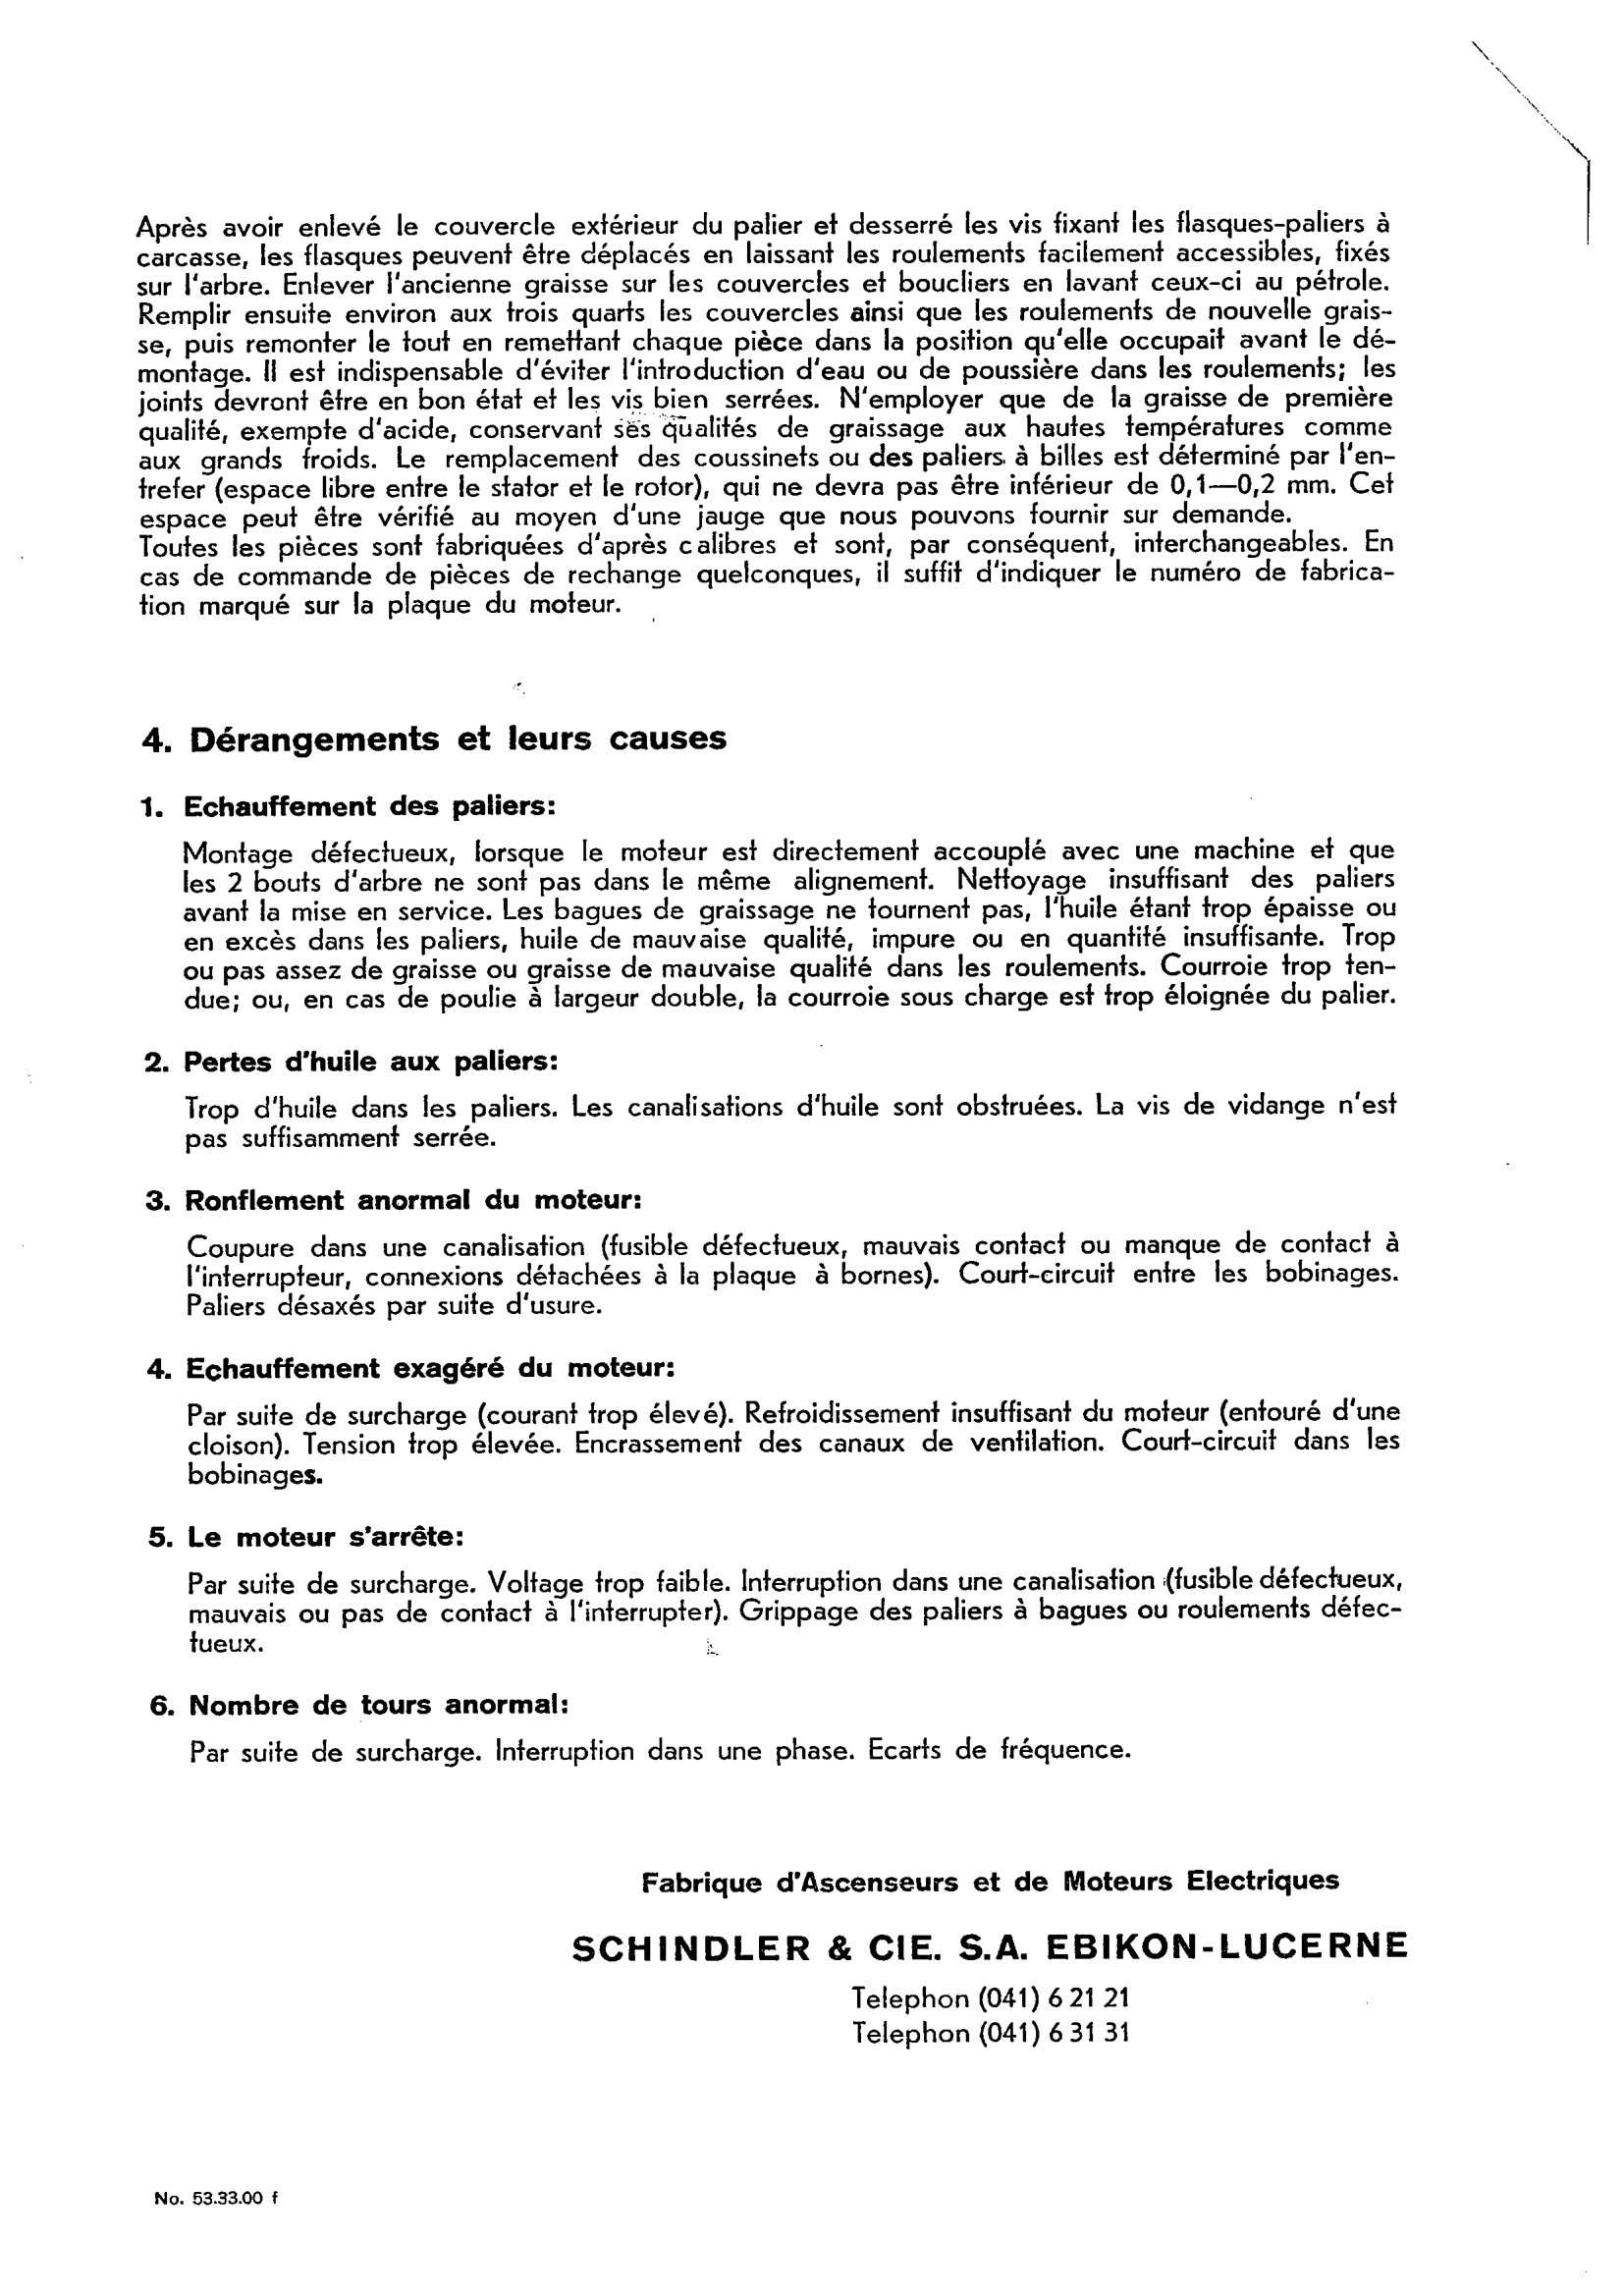 Après avoir enlevé le couvercle extérieur du palier et desserré les vis fixant les flasques-paliers à
carcasse, les flasques peuvent être déplacés en laissant les roulements facilement accessibles, fixés
sur l'arbre. Enlever l'ancienne graisse sur les couvercles et boucliers en lavant ceux-ci au pétrole.
Remplir ensuite environ aux trois quarts les couvercles ainsi que les roulements de nouvelle grais-
se, puis remonter le tout en remettant chaque pièce dans la position qu'elle occupait avant le dé-
montage. Il est indispensable d'éviter l'introduction d'eau ou de poussière dans les roulements; les
joints devront être en bon état et les vis bien serrées. N'employer que de la graisse de première
qualité, exempte d'acide, conservant ses qualités de graissage aux hautes températures comme
aux grands froids. Le remplacement des coussinets ou des paliers à billes est déterminé par l'en-
trefer (espace libre entre le stator et le rotor), qui ne devra pas être inférieur de 0,1—0,2 mm. Cet
espace peut être vérifié au moyen d'une jauge que nous pouvons fournir sur demande.
Toutes les pièces sont fabriquées d'après calibres et sont, par conséquent, interchangeables. En
cas de commande de pièces de rechange quelconques, il suffit d'indiquer le numéro de fabrica-
tion marqué sur la plaque du moteur.
4. Dérangements et leurs causes
1. Echauffement des paliers:
Montage défectueux, lorsque le moteur est directement accouplé avec une machine et que
les 2 bouts d'arbre ne sont pas dans le même alignement. Nettoyage insuffisant des paliers
avant la mise en service. Les bagues de graissage ne tournent pas, l'huile étant trop épaisse ou
en excès dans les paliers, huile de mauvaise qualité, impure ou en quantité insuffisante. Trop
ou pas assez de graisse ou graisse de mauvaise qualité dans les roulements. Courroie trop ten-
due; ou, en cas de poulie à largeur double, la courroie sous charge est trop éloignée du palier.
2. Pertes d'huile aux paliers:
Trop d'huile dans les paliers. Les canalisations d'huile sont obstruées. La vis de vidange n'est
pas suffisamment serrée.
3. Ronflement anormal du moteur:
Coupure dans une canalisation (fusible défectueux, mauvais contact ou manque de contact à
l'interrupteur, connexions détachées à la plaque à bornes). Court-circuit entre les bobinages.
Paliers désaxés par suite d'usure.
4. Echauffement exagéré du moteur:
Par suite de surcharge (courant trop élevé). Refroidissement insuffisant du moteur (entouré d'une
cloison). Tension trop élevée. Encrassement des canaux de ventilation. Court-circuit dans les
bobinages.
5. Le moteur s'arrête:
Par suite de surcharge. Voltage trop faible. Interruption dans une canalisation (fusible défectueux,
mauvais ou pas de contact à l'interrupter). Grippage des paliers à bagues ou roulements défec-
tueux.
6. Nombre de tours anormal:
Par suite de surcharge. Interruption dans une phase. Ecarts de fréquence.
Fabrique d'Ascenseurs et de Moteurs Electriques
SCHINDLER & CIE. S.A. EBIKON-LUCERNE
Telephon (041) 6 21 21
Telephon (041) 6 31 31
No. 53.33.00 f